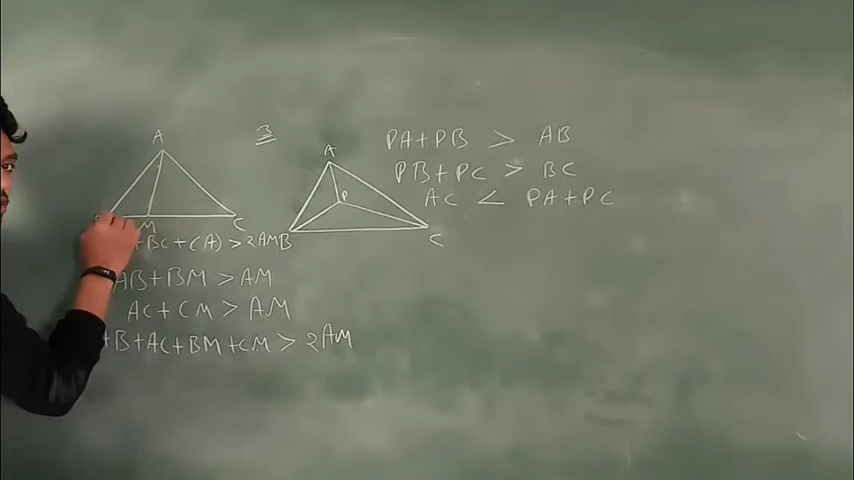 A
M
C
+BC+CA) > 2AM
AB+BM > AM
AC+CM > AM
+B+AC+BM+CM > 2AM
3
A
P
B
C
PA+PB > AB
PB+PC > BC
AC < PA+PC